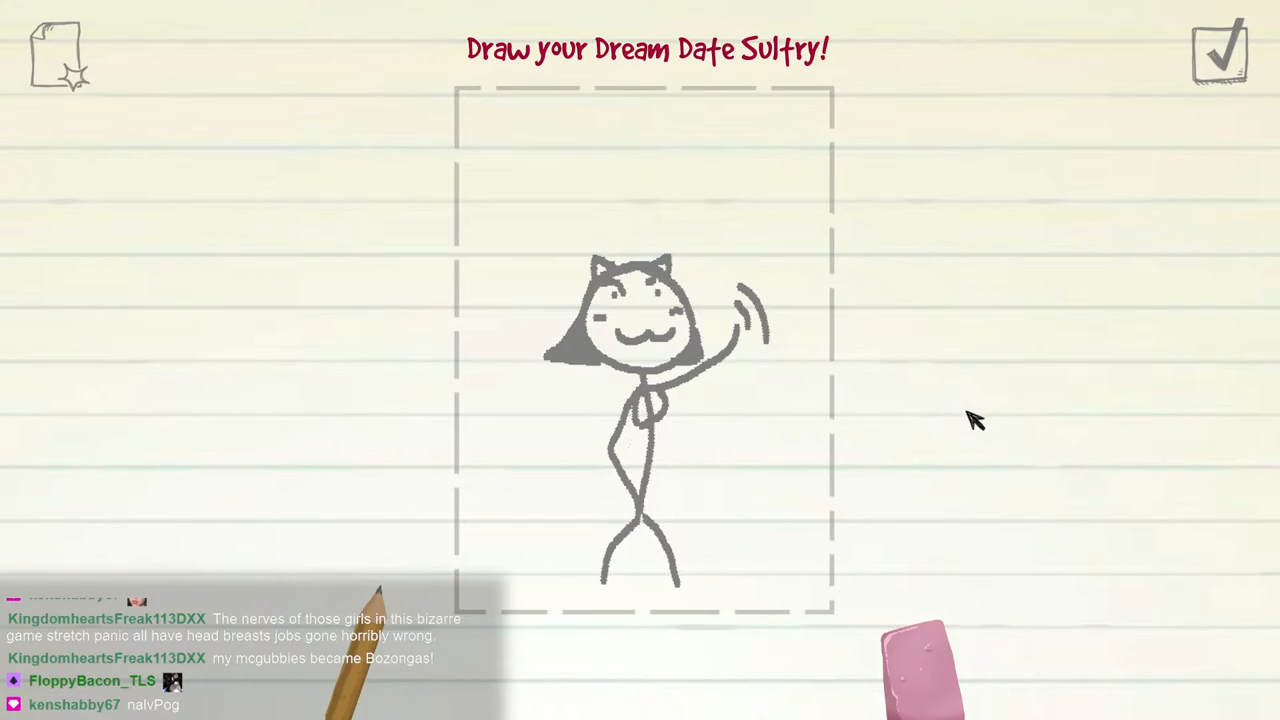 Draw your Dream Date Sultry!
KingdomheartsFreak113DXX The nerves of those girls in this bizarre
game stretch panic all have head breasts jobs gone horribly wrong.
KingdomheartsFreak113DXX my mcgubbies became Bozongas!
FloppyBacon_TLS
kenshabby67 nalvPog